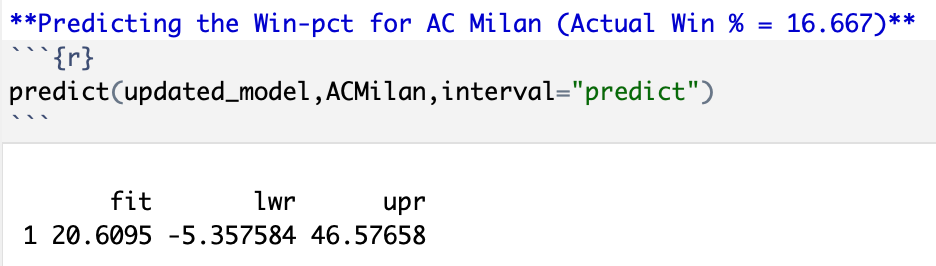 **Predicting the Win-pct for AC Milan (Actual Win % = 16.667)**
```{r}
predict(updated_model,ACMilan,interval="predict")
```
fit lwr upr
1 20.6095 -5.357584 46.57658